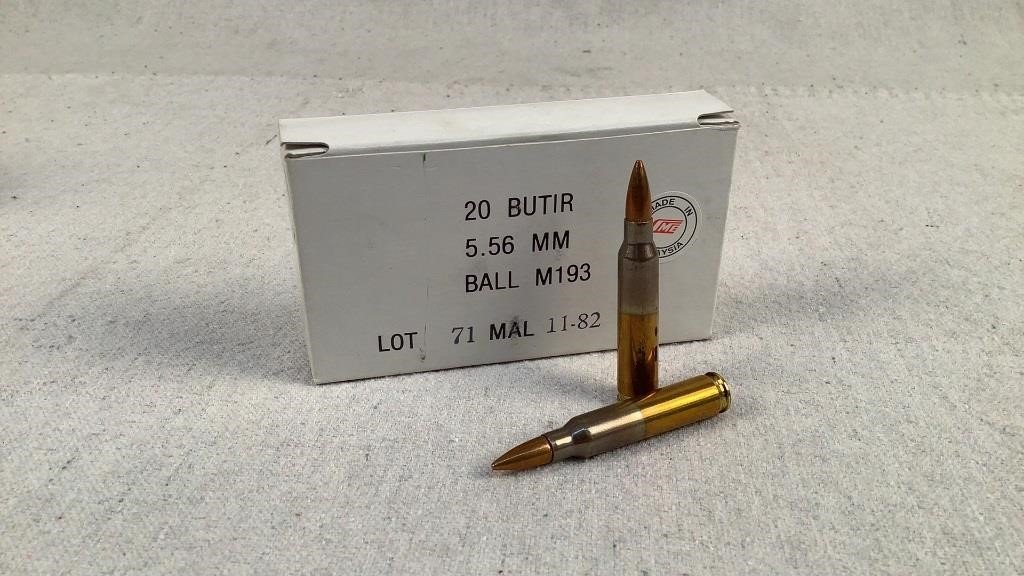 20 BUTIR
5.56 MM
BALL M193
LOT 71 MAL 11-82
MADE IN